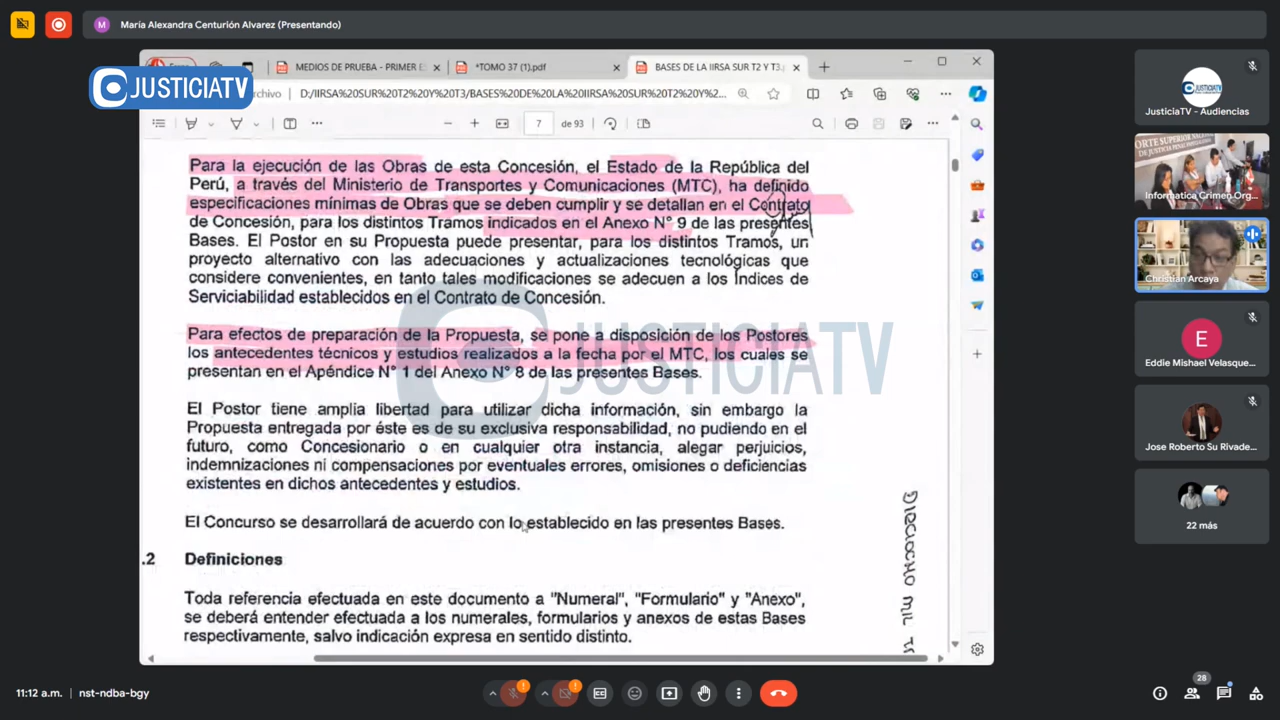 María Alexandra Centurión Alvarez (Presentando)
JUSTICIATV
MEDIOS DE PRUEBA - PRIMER E
*TOMO 37 (1).pdf
BASES DE LA IIRSA SUR T2 Y T3.
Archivo
D:/IIRSA%20SUR%20T2%20Y%20T3/BASES%20DE%20LA%20IIRSA%20SUR%20T2%20Y%2...
7 de 93
Para la ejecución de las Obras de esta Concesión, el Estado de la República del
Perú, a través del Ministerio de Transportes y Comunicaciones (MTC), ha definido
especificaciones mínimas de Obras que se deben cumplir y se detallan en el Contrato
de Concesión, para los distintos Tramos indicados en el Anexo N° 9 de las presentes
Bases. El Postor en su Propuesta puede presentar, para los distintos Tramos, un
proyecto alternativo con las adecuaciones y actualizaciones tecnológicas que
considere convenientes, en tanto tales modificaciones se adecuen a los Índices de
Serviciabilidad establecidos en el Contrato de Concesión.
Para efectos de preparación de la Propuesta, se pone a disposición de los Postores
los antecedentes técnicos y estudios realizados a la fecha por el MTC, los cuales se
presentan en el Apéndice N° 1 del Anexo N° 8 de las presentes Bases.
JUSTICIATV
El Postor tiene amplia libertad para utilizar dicha información, sin embargo la
Propuesta entregada por éste es de su exclusiva responsabilidad, no pudiendo en el
futuro, como Concesionario o en cualquier otra instancia, alegar perjuicios,
indemnizaciones ni compensaciones por eventuales errores, omisiones o deficiencias
existentes en dichos antecedentes y estudios.
El Concurso se desarrollará de acuerdo con lo establecido en las presentes Bases.
.2 Definiciones
Toda referencia efectuada en este documento a "Numeral", "Formulario" y "Anexo",
se deberá entender efectuada a los numerales, formularios y anexos de estas Bases
respectivamente, salvo indicación expresa en sentido distinto.
DIECIOCHO MIL
JusticiaTV - Audiencias
ORTE SUPERIOR NAC
Informatica Crimen Org...
Christian Arcaya
E
Eddie Mishael Velasque...
Jose Roberto Su Rivade...
22 más
11:12 a.m.
nst-ndba-bgy
28